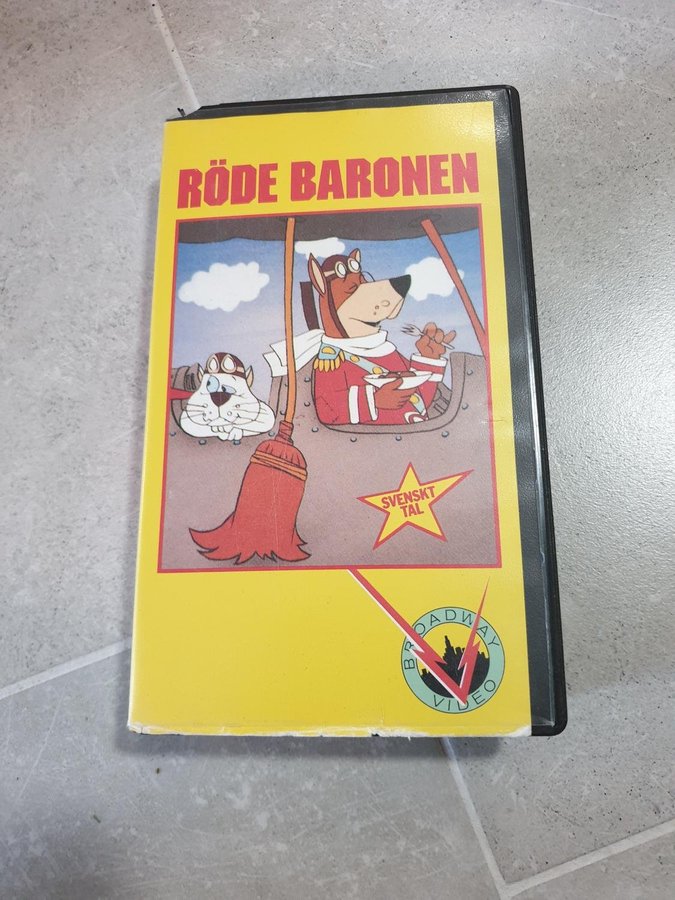 RÖDE BARONEN
SVENSKT
TAL
BROADWAY
VIDEO